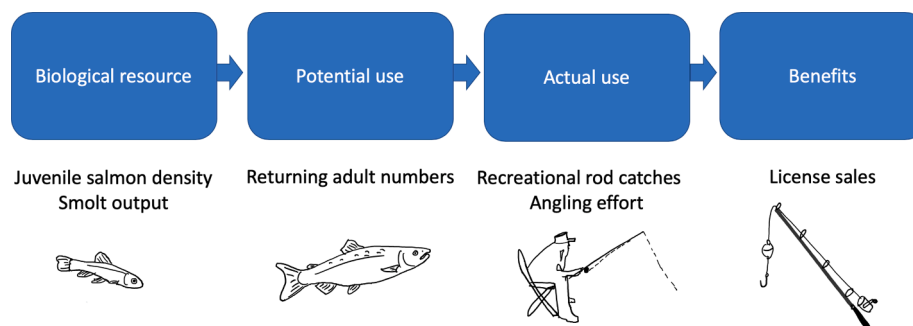 Biological resource
Potential use
Actual use
Benefits
Juvenile salmon density
Smolt output
Returning adult numbers
Recreational rod catches
Angling effort
License sales